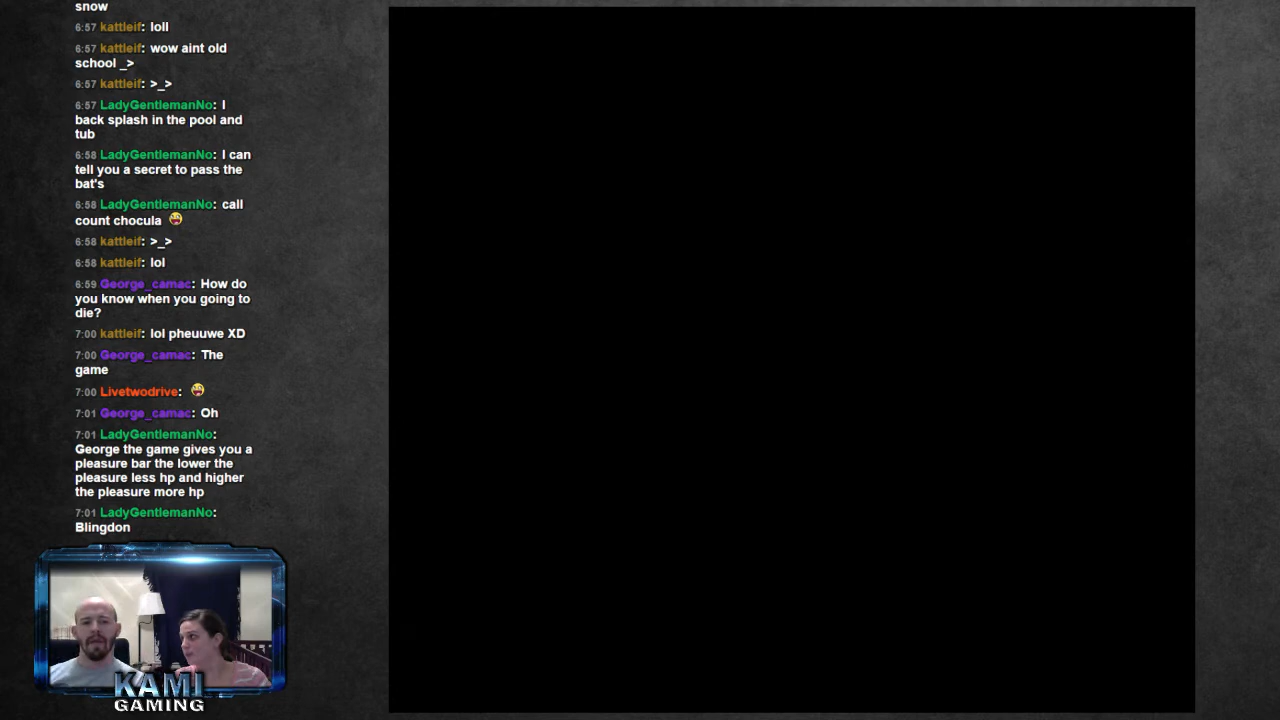 snow
6:57 kattleif: loll
6:57 kattleif: wow aint old
school _>
6:57 kattleif: >_>
6:57 LadyGentlemanNo: I
back splash in the pool and
tub
6:58 LadyGentlemanNo: I can
tell you a secret to pass the
bat's
6:58 LadyGentlemanNo: call
count chocula
6:58 kattleif: >_>
6:58 kattleif: lol
6:59 George_camac: How do
you know when you going to
die?
7:00 kattleif: lol pheuuwe XD
7:00 George_camac: The
game
7:00 Livetwodrive:
7:01 George_camac: Oh
7:01 LadyGentlemanNo:
George the game gives you a
pleasure bar the lower the
pleasure less hp and higher
the pleasure more hp
7:01 LadyGentlemanNo:
Blingdon
KAMI
GAMING